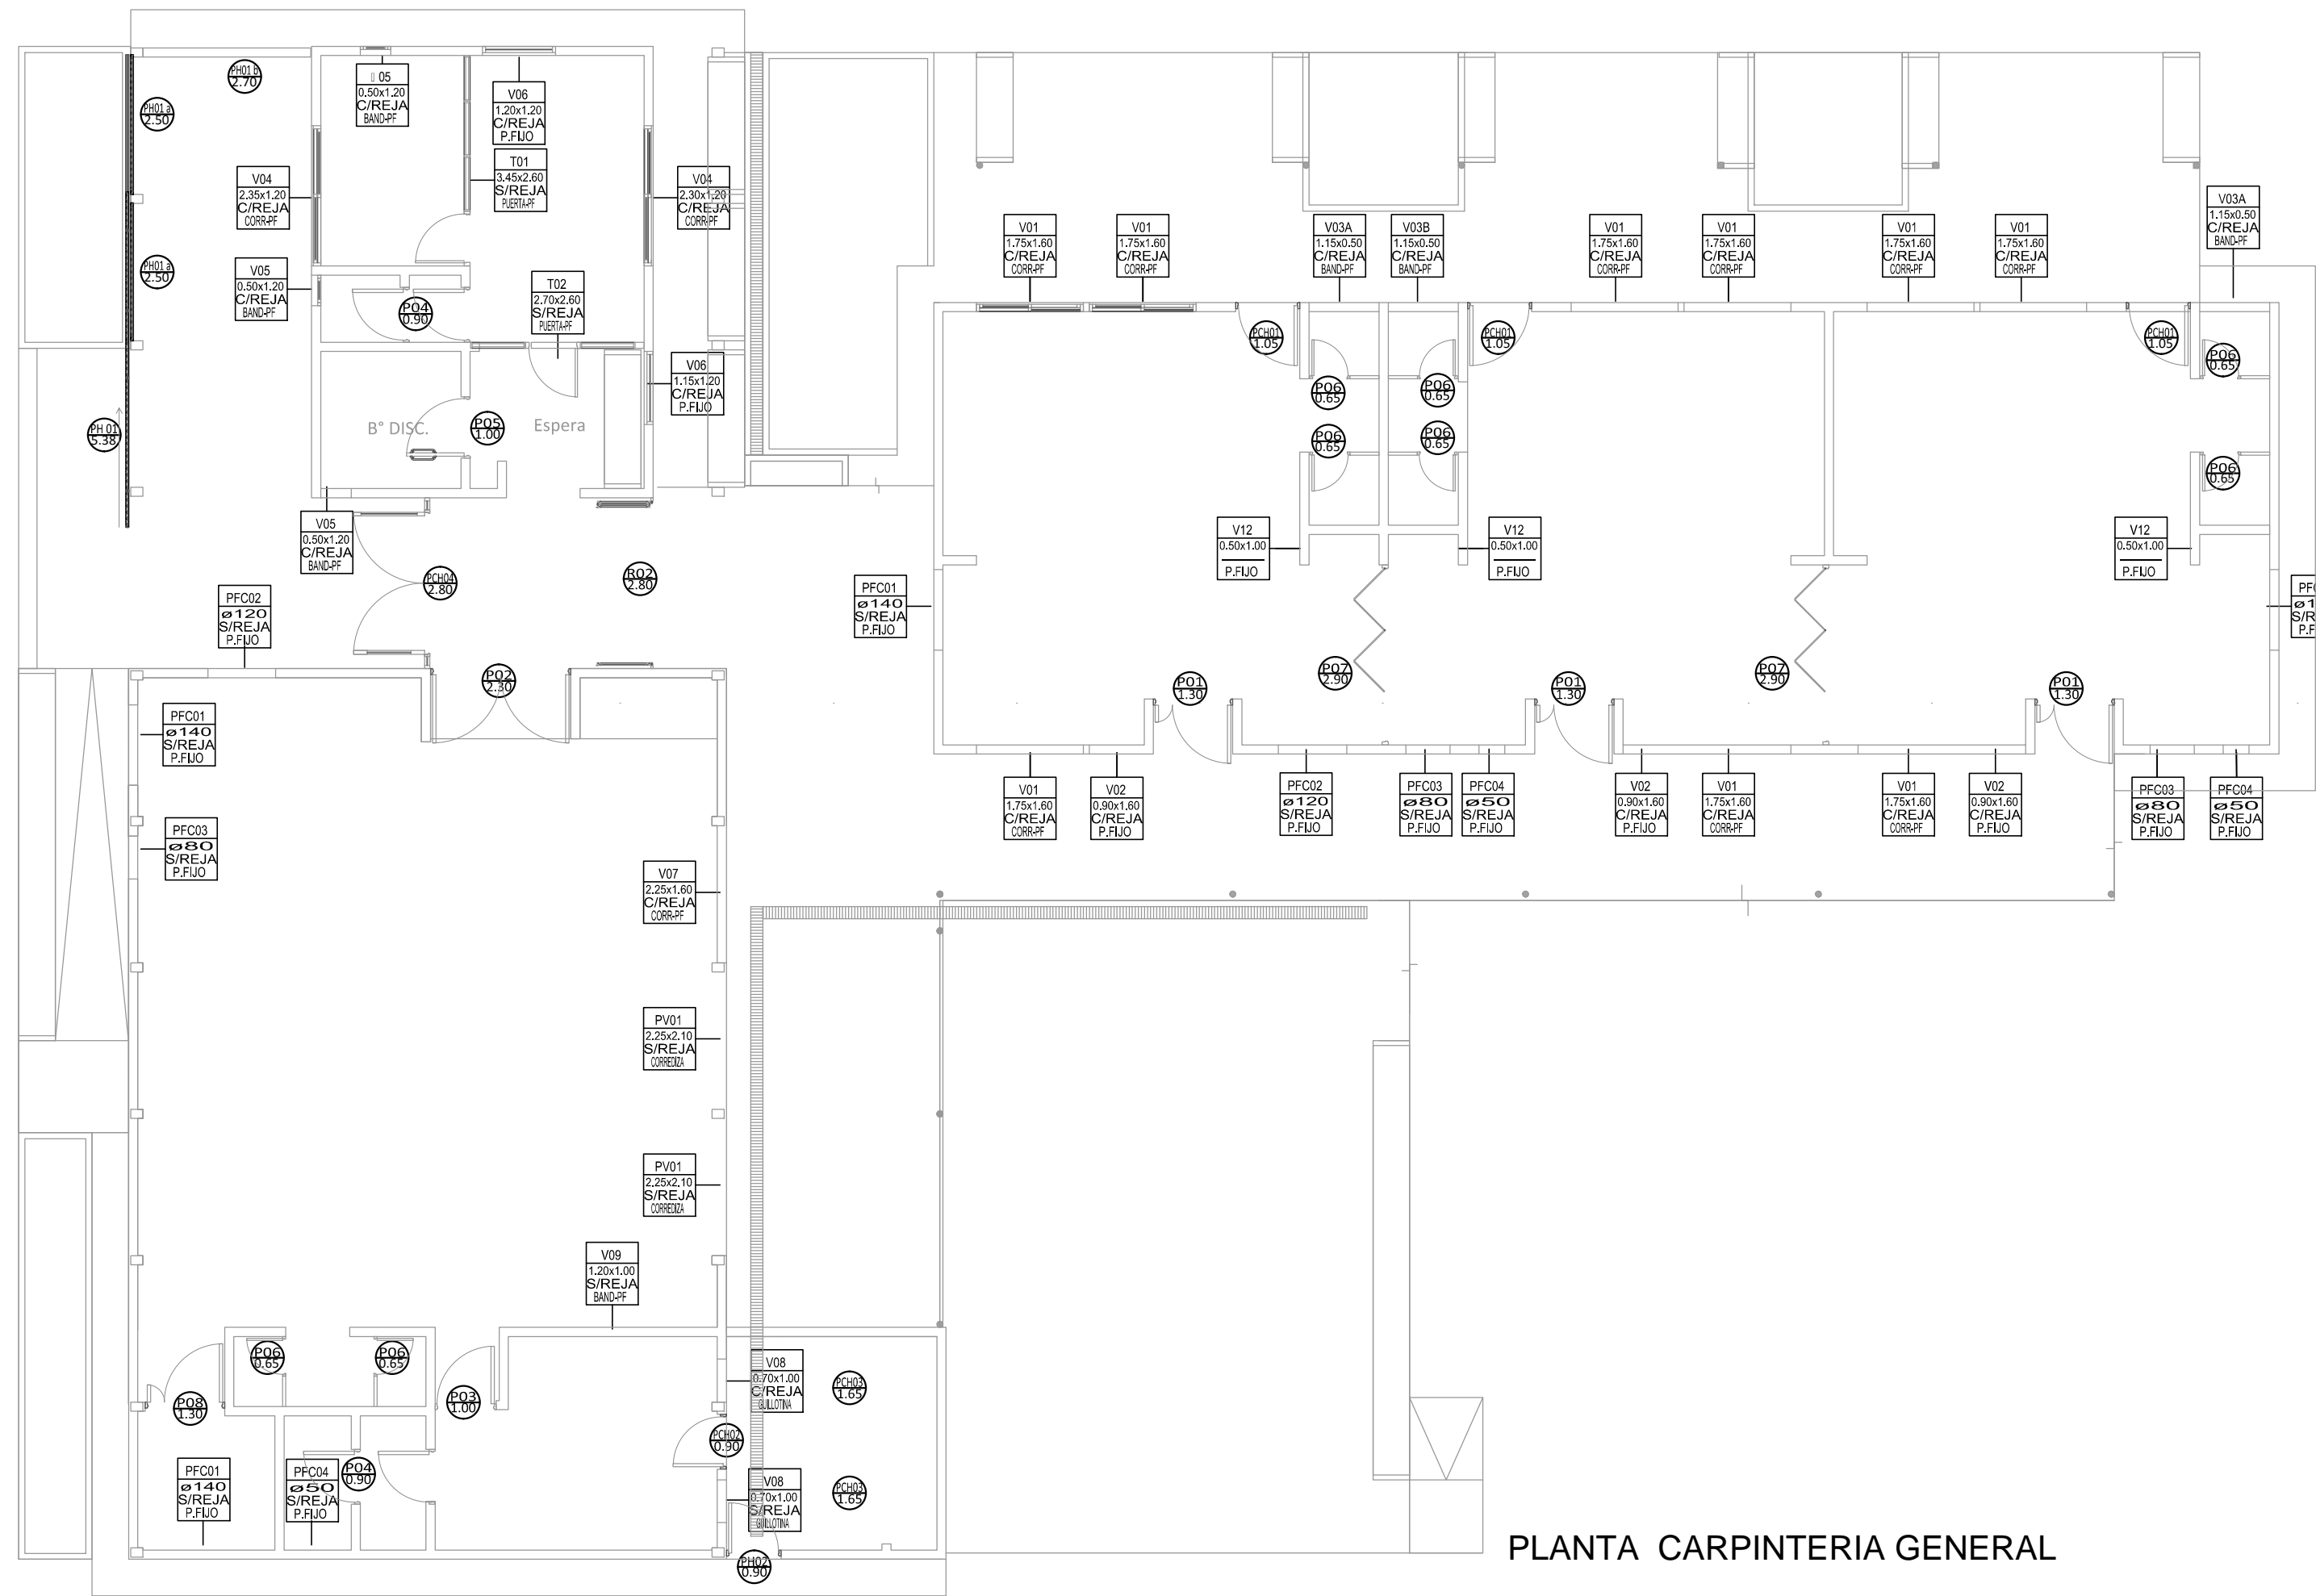 PH01 b
2.70
PH01 a
2.50
05
0.50x1.20
C/REJA
BAND-PF
V06
1.20x1.20
C/REJA
P.FIJO
T01
3.45x2.60
S/REJA
PUERTA-PF
V04
2.35x1.20
C/REJA
CORR-PF
V04
2.30x1.20
C/REJA
CORR-PF
PH01 a
2.50
V05
0.50x1.20
C/REJA
BAND-PF
P04
0.90
T02
2.70x2.60
S/REJA
PUERTA-PF
V06
1.15x1.20
C/REJA
P.FIJO
PH 01
5.38
B° DISC.
P05
1.00
Espera
V05
0.50x1.20
C/REJA
BAND-PF
PCH04
2.80
R02
2.80
PFC02
ø120
S/REJA
P.FIJO
P02
2.30
V01
1.75x1.60
C/REJA
CORR-PF
V01
1.75x1.60
C/REJA
CORR-PF
V03A
1.15x0.50
C/REJA
BAND-PF
V03B
1.15x0.50
C/REJA
BAND-PF
V01
1.75x1.60
C/REJA
CORR-PF
V01
1.75x1.60
C/REJA
CORR-PF
V01
1.75x1.60
C/REJA
CORR-PF
V01
1.75x1.60
C/REJA
CORR-PF
V03A
1.15x0.50
C/REJA
BAND-PF
PCH01
1.05
PCH01
1.05
PCH01
1.05
P06
0.65
P06
0.65
P06
0.65
P06
0.65
P06
0.65
P06
0.65
V12
0.50x1.00
P.FIJO
V12
0.50x1.00
P.FIJO
V12
0.50x1.00
P.FIJO
PFC01
ø140
S/REJA
P.FIJO
PF
ø1
S/R
P.F
P01
1.30
P07
2.90
P01
1.30
P07
2.90
P01
1.30
V01
1.75x1.60
C/REJA
CORR-PF
V02
0.90x1.60
C/REJA
P.FIJO
PFC02
ø120
S/REJA
P.FIJO
PFC03
ø80
S/REJA
P.FIJO
PFC04
ø50
S/REJA
P.FIJO
V02
0.90x1.60
C/REJA
P.FIJO
V01
1.75x1.60
C/REJA
CORR-PF
V01
1.75x1.60
C/REJA
CORR-PF
V02
0.90x1.60
C/REJA
P.FIJO
PFC03
ø80
S/REJA
P.FIJO
PFC04
ø50
S/REJA
P.FIJO
PFC01
ø140
S/REJA
P.FIJO
PFC03
ø80
S/REJA
P.FIJO
V07
2.25x1.60
C/REJA
CORR-PF
PV01
2.25x2.10
S/REJA
CORREDIZA
PV01
2.25x2.10
S/REJA
CORREDIZA
V09
1.20x1.00
S/REJA
BAND-PF
P06
0.65
P06
0.65
P08
1.30
P03
1.00
V08
0.70x1.00
C/REJA
GUILLOTINA
PCH03
1.65
PCH02
0.90
PFC01
ø140
S/REJA
P.FIJO
PFC04
ø50
S/REJA
P.FIJO
P04
0.90
V08
0.70x1.00
S/REJA
GUILLOTINA
PCH03
1.65
PH02
0.90
PLANTA CARPINTERIA GENERAL